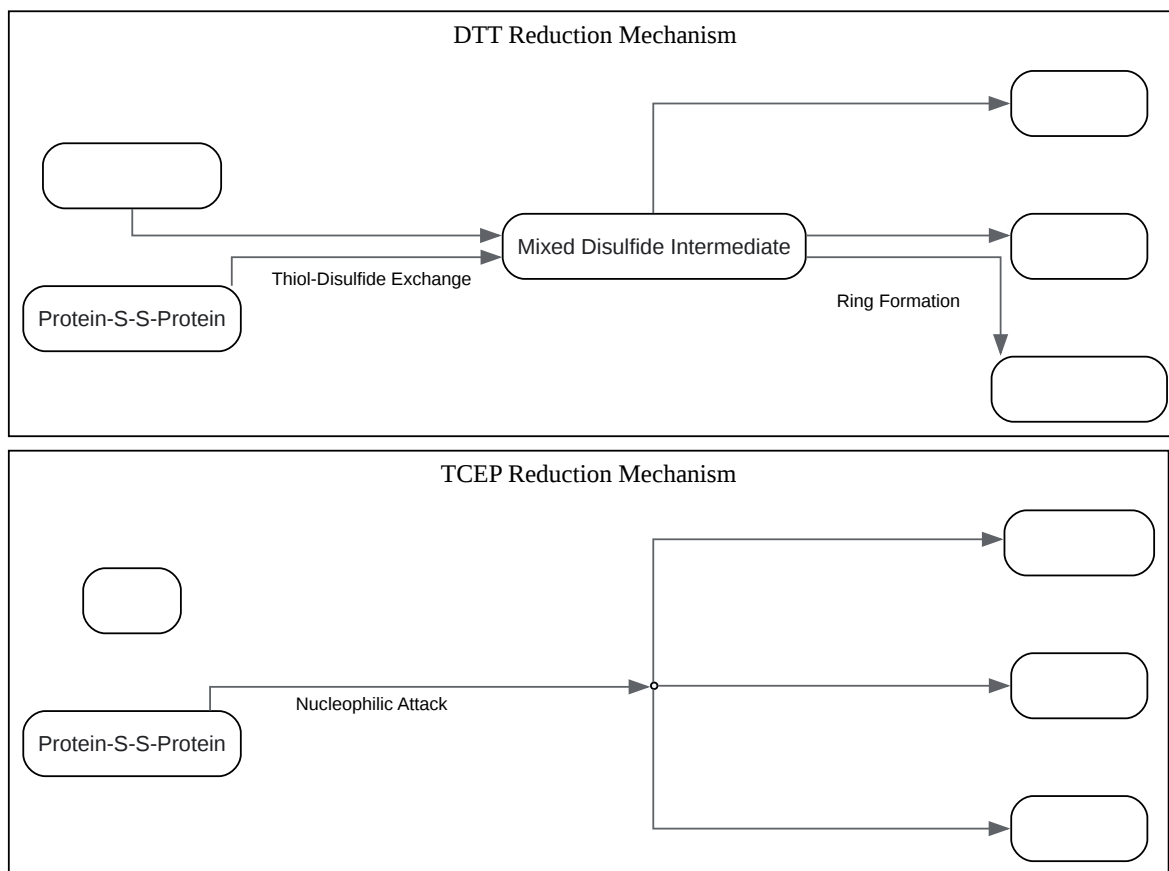 DTT Reduction Mechanism
Mixed Disulfide Intermediate
Thiol-Disulfide Exchange
Ring Formation
Protein-S-S-Protein
TCEP Reduction Mechanism
Nucleophilic Attack
Protein-S-S-Protein